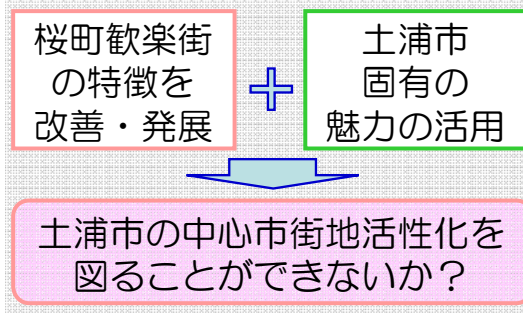 桜町歓楽街
の特徴を
改善・発展
土浦市
固有の
魅力の活用
土浦市の中心市街地活性化を
図ることができないか？